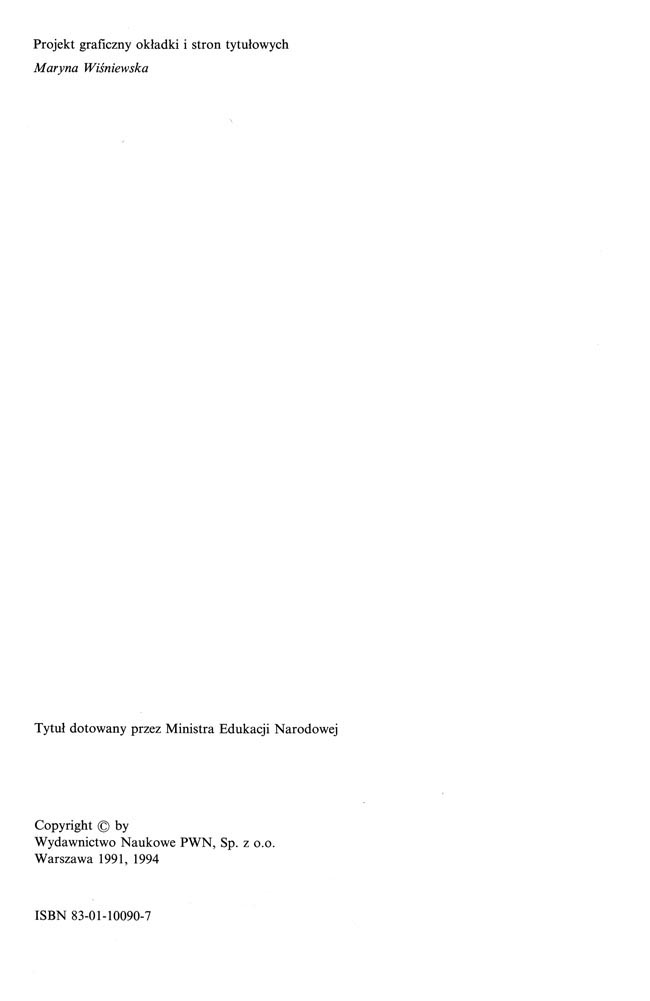 Projekt graficzny okładki i stron tytułowych
Maryna Wiśniewska
Tytuł dotowany przez Ministra Edukacji Narodowej
Copyright © by
Wydawnictwo Naukowe PWN, Sp. z o.o.
Warszawa 1991, 1994
ISBN 83-01-10090-7